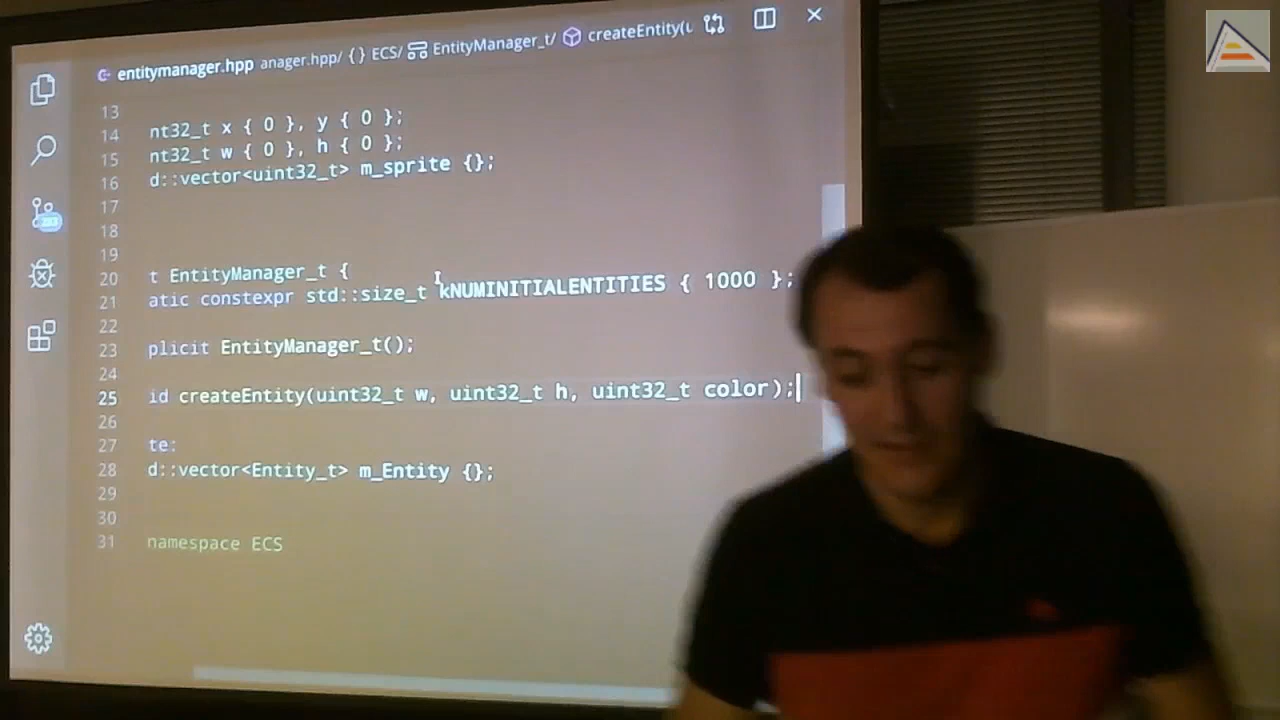 entitymanager.hpp anager.hpp/ {} ECS/ EntityManager_t/ createEntity(u
13
14 nt32_t x { 0 }, y { 0 };
15 nt32_t w { 0 }, h { 0 };
16 d::vector<uint32_t> m_sprite {};
17
18
19
20 t EntityManager_t {
21 atic constexpr std::size_t kNUMINITIALENTITIES { 1000 };
22
23 plicit EntityManager_t();
24
25 id createEntity(uint32_t w, uint32_t h, uint32_t color);
26
27 te:
28 d::vector<Entity_t> m_Entity {};
29
30
31 namespace ECS